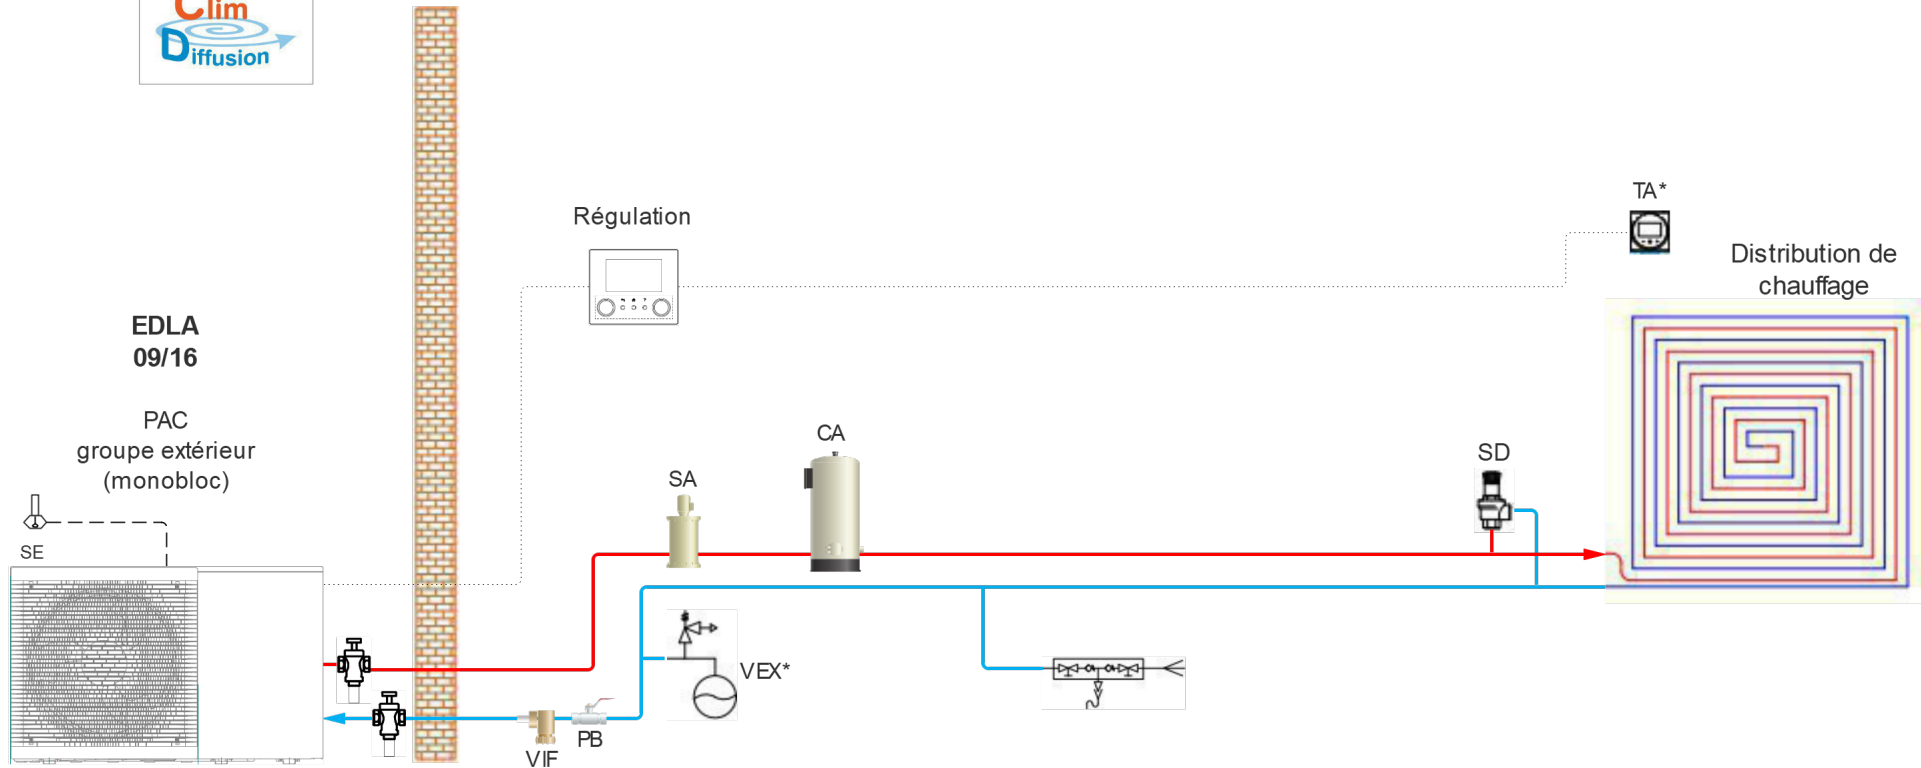 Clim
Diffusion
Régulation
TA*
Distribution de
chauffage
EDLA
09/16
PAC
groupe extérieur
(monobloc)
SE
SA
CA
SD
VEX*
PB
VIF